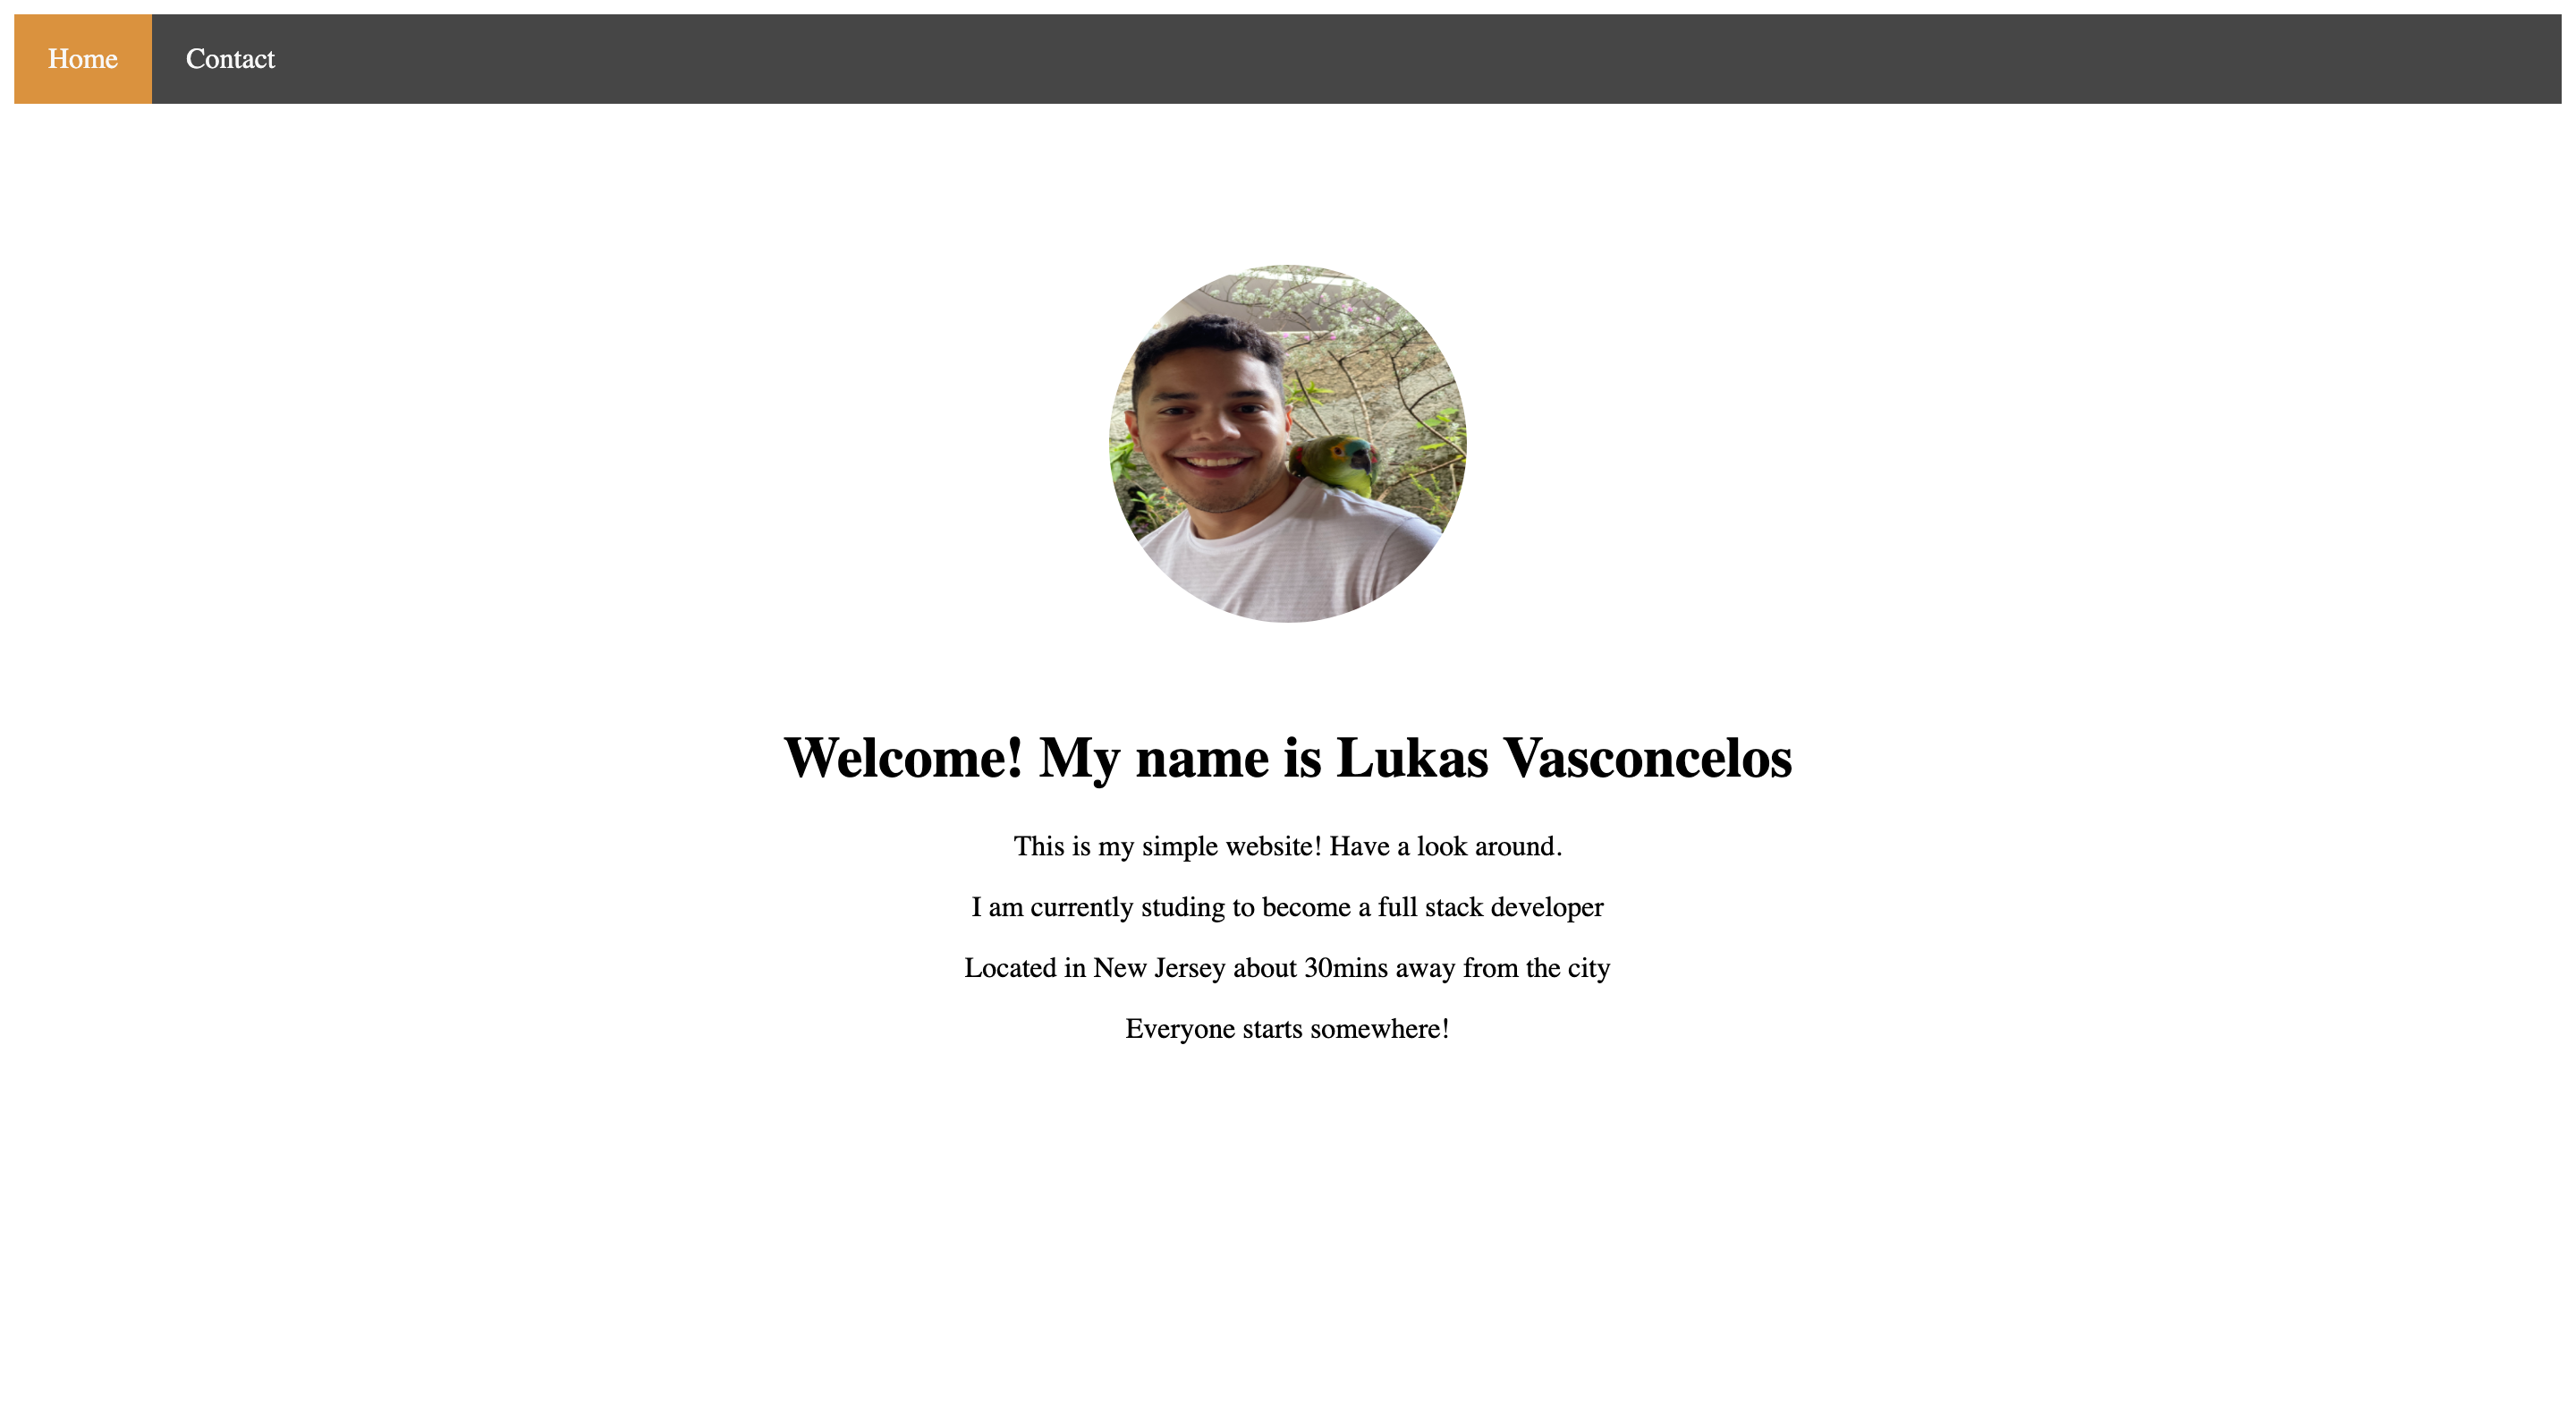 Home
Contact
Welcome! My name is Lukas Vasconcelos
This is my simple website! Have a look around.
I am currently studing to become a full stack developer
Located in New Jersey about 30mins away from the city
Everyone starts somewhere!